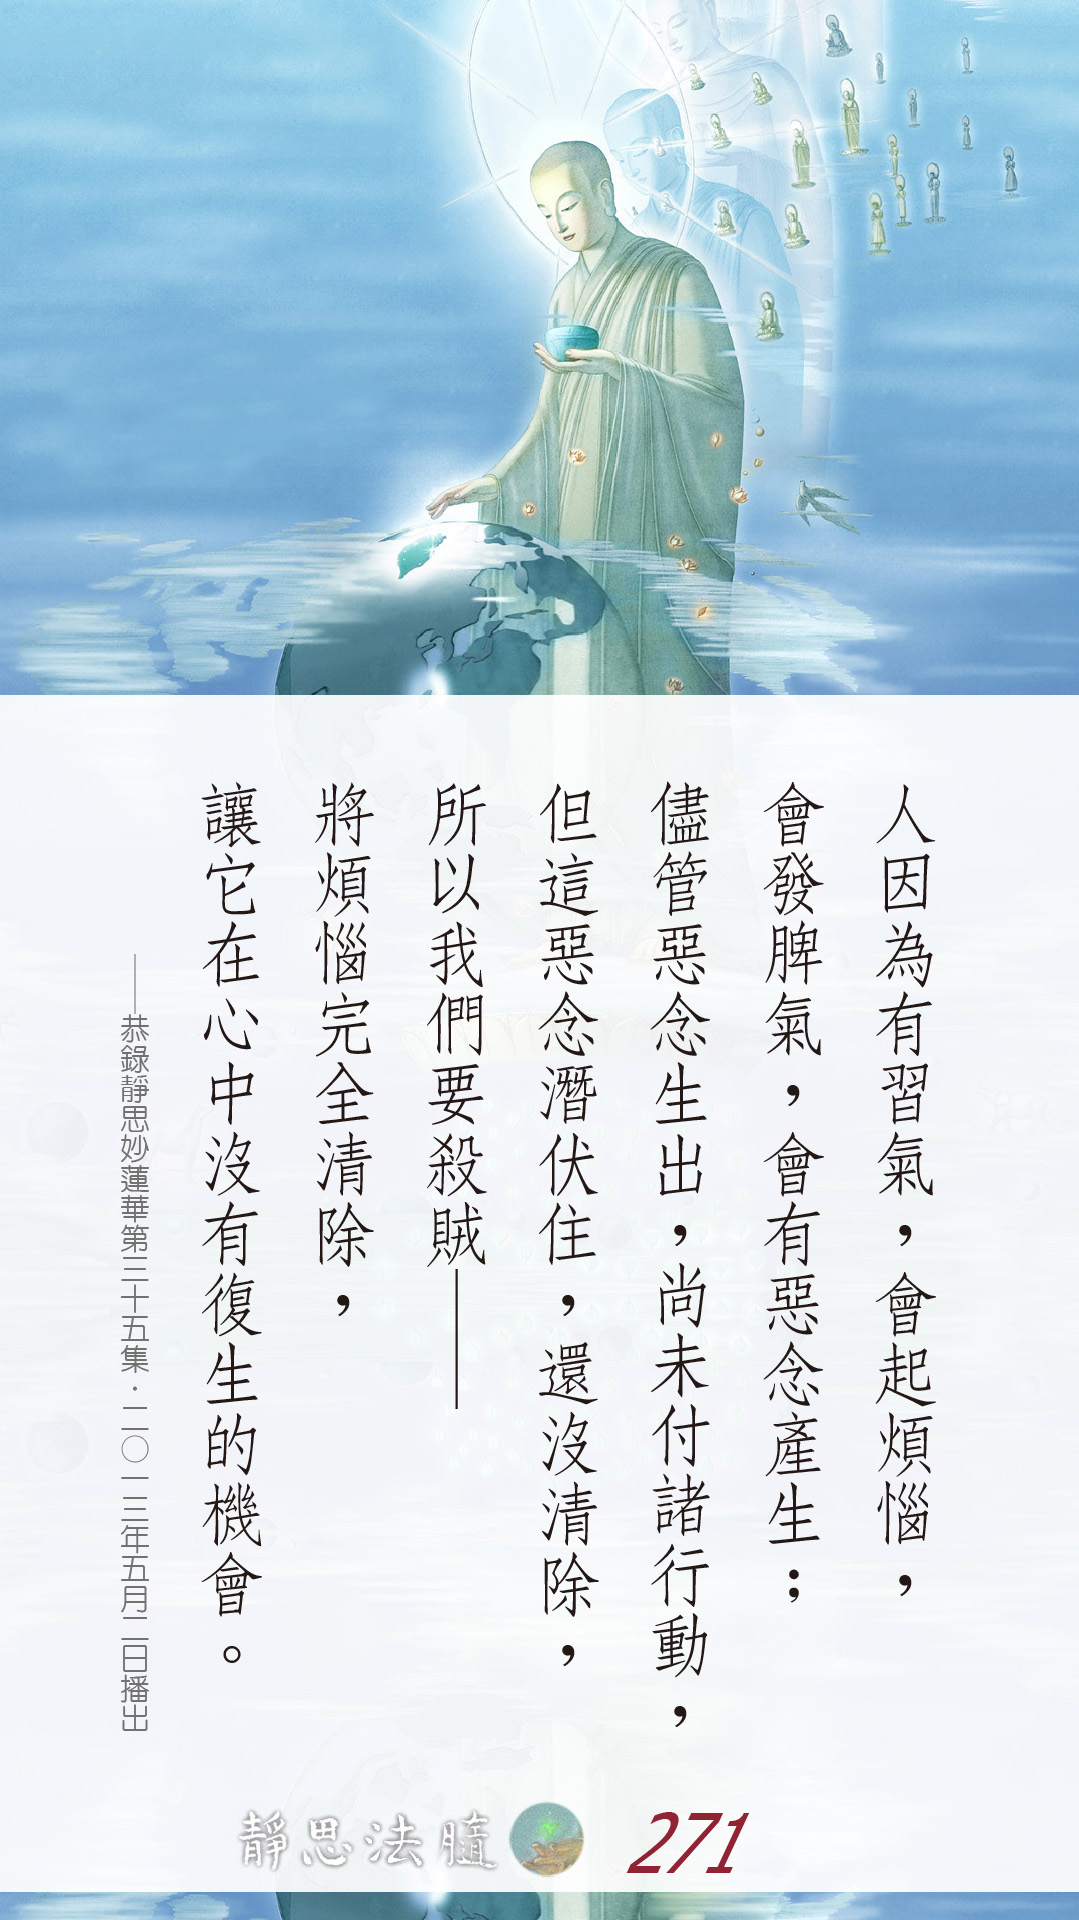 人因為有習氣，會起煩惱，
會發脾氣，會有惡念產生；
儘管惡念生出，尚未付諸行動，
但這惡念潛伏住，還沒清除，
所以我們要殺賊——
將煩惱完全清除，
讓它在心中沒有復生的機會。
——恭錄靜思妙蓮華第三十五集．二〇一三年五月二日播出
靜思法髓
271